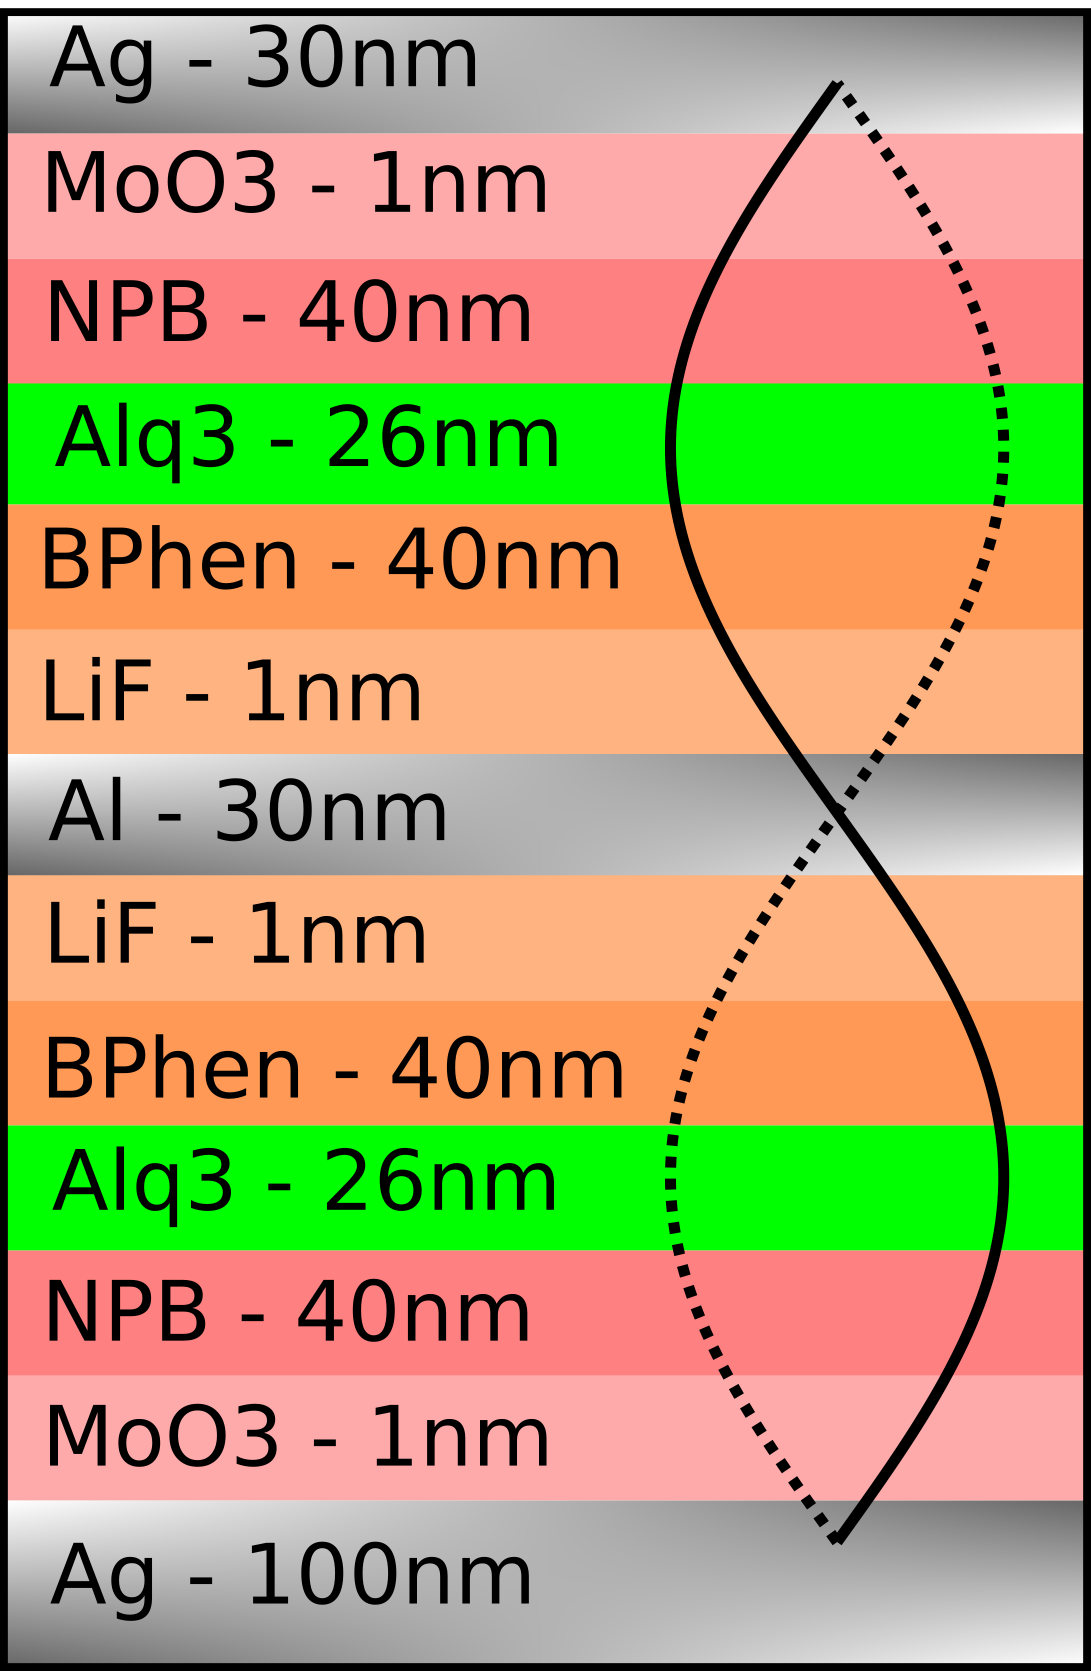 Ag - 30nm
MoO3 - 1nm
NPB - 40nm
Alq3 - 26nm
BPhen - 40nm
LiF - 1nm
Al - 30nm
LiF - 1nm
BPhen - 40nm
Alq3 - 26nm
NPB - 40nm
MoO3 - 1nm
Ag - 100nm